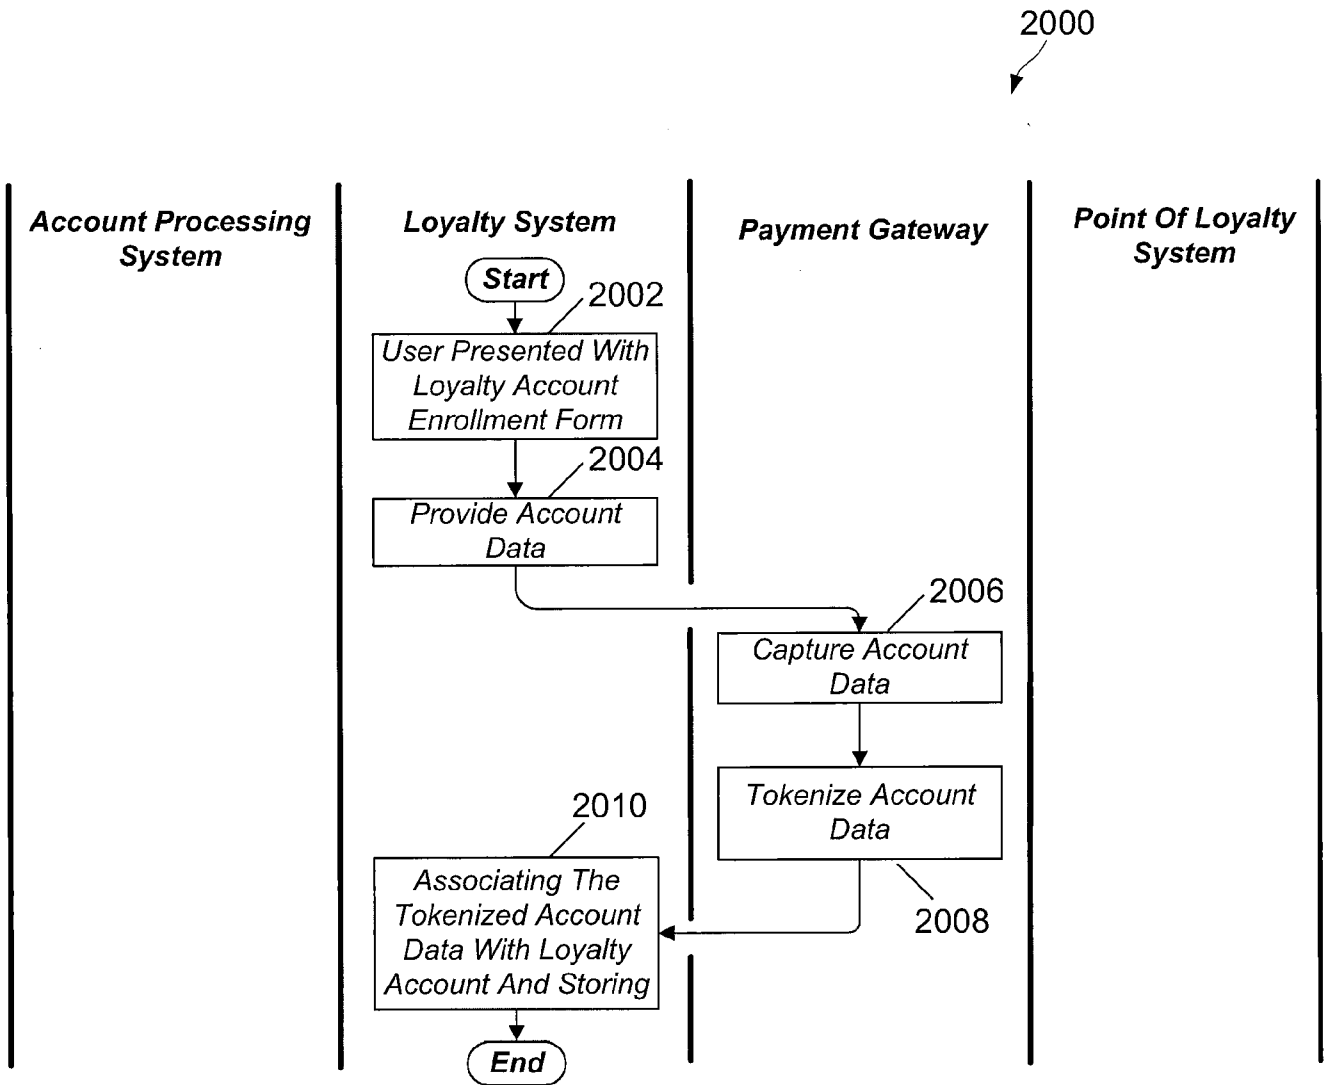 2000
Account Processing
System
Loyalty System
Payment Gateway
Point Of Loyalty
System
Start
2002
User Presented With
Loyalty Account
Enrollment Form
2004
Provide Account
Data
2006
Capture Account
Data
Tokenize Account
Data
2008
2010
Associating The
Tokenized Account
Data With Loyalty
Account And Storing
End